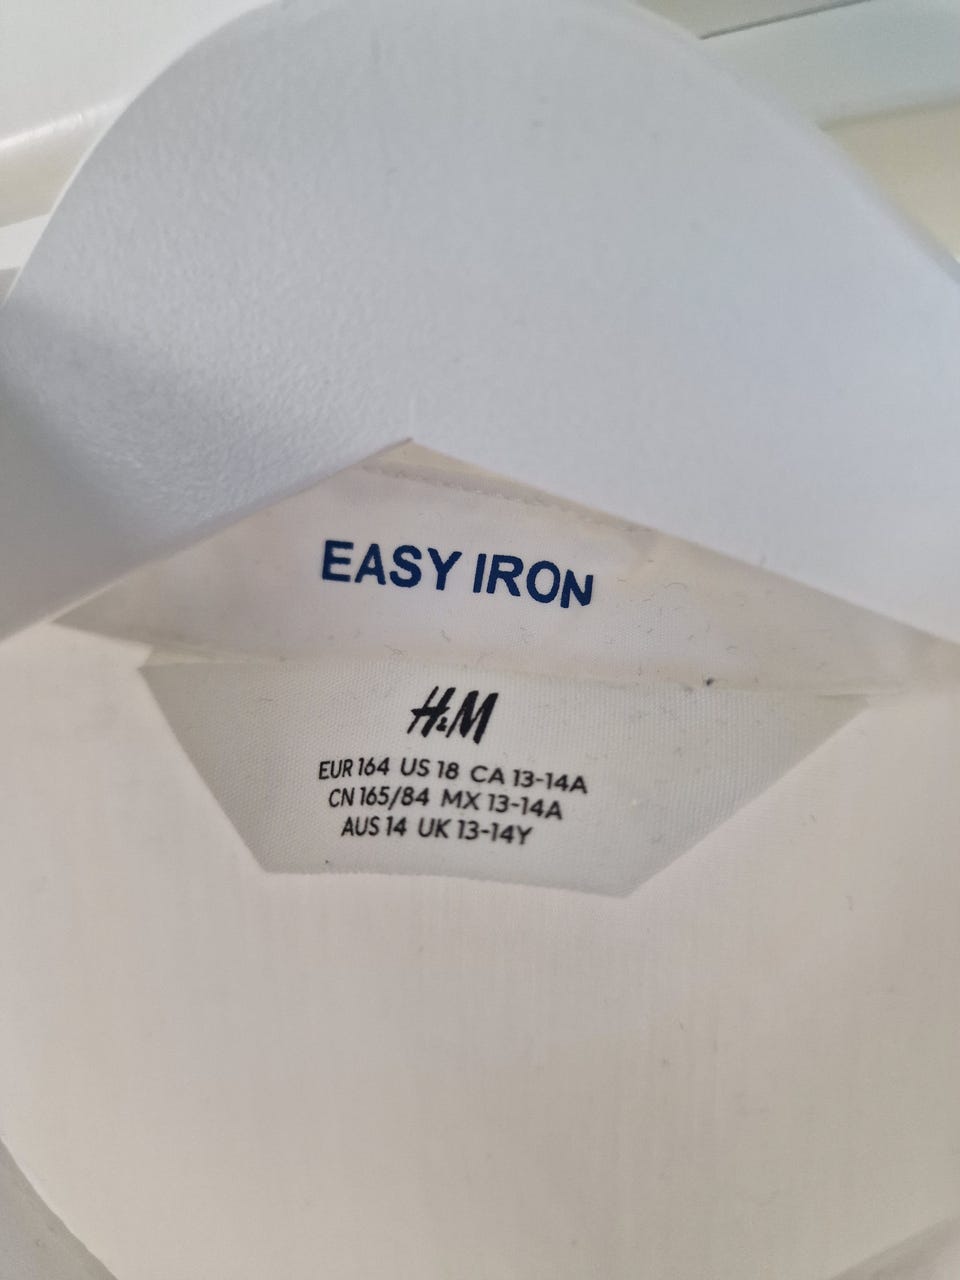 EASY IRON
H&M
EUR 164 US 18 CA 13-14A
CN 165/84 MX 13-14A
AUS 14 UK 13-14Y